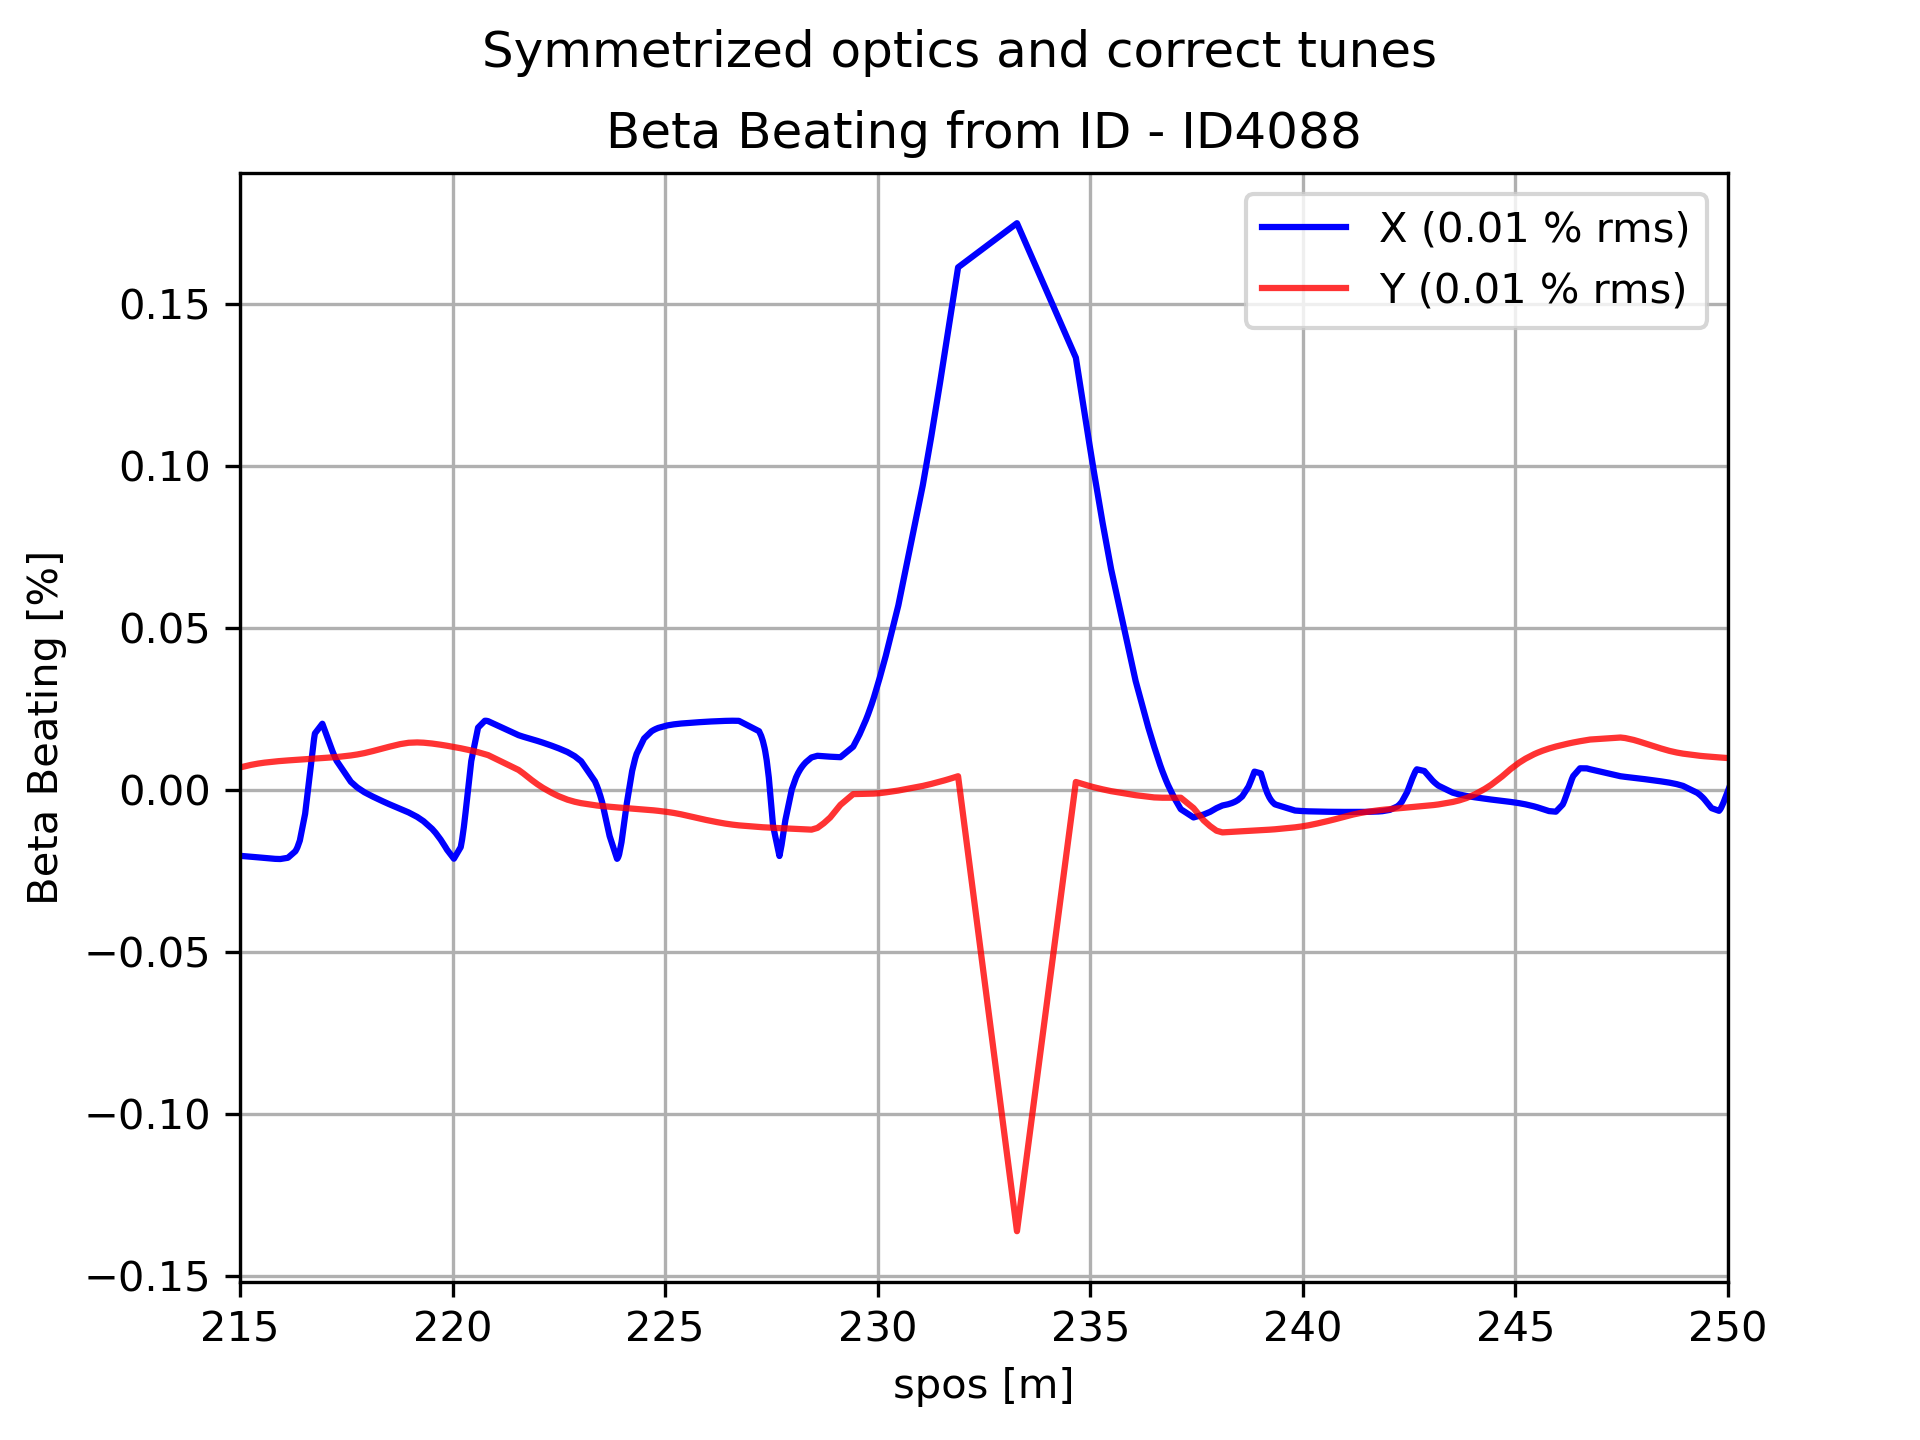 Symmetrized optics and correct tunes
Beta Beating from ID - ID4088
X (0.01 % rms)
Y (0.01 % rms)
Beta Beating [%]
0.15
0.10
0.05
0.00
−0.05
−0.10
−0.15
215 220 225 230 235 240 245 250
spos [m]